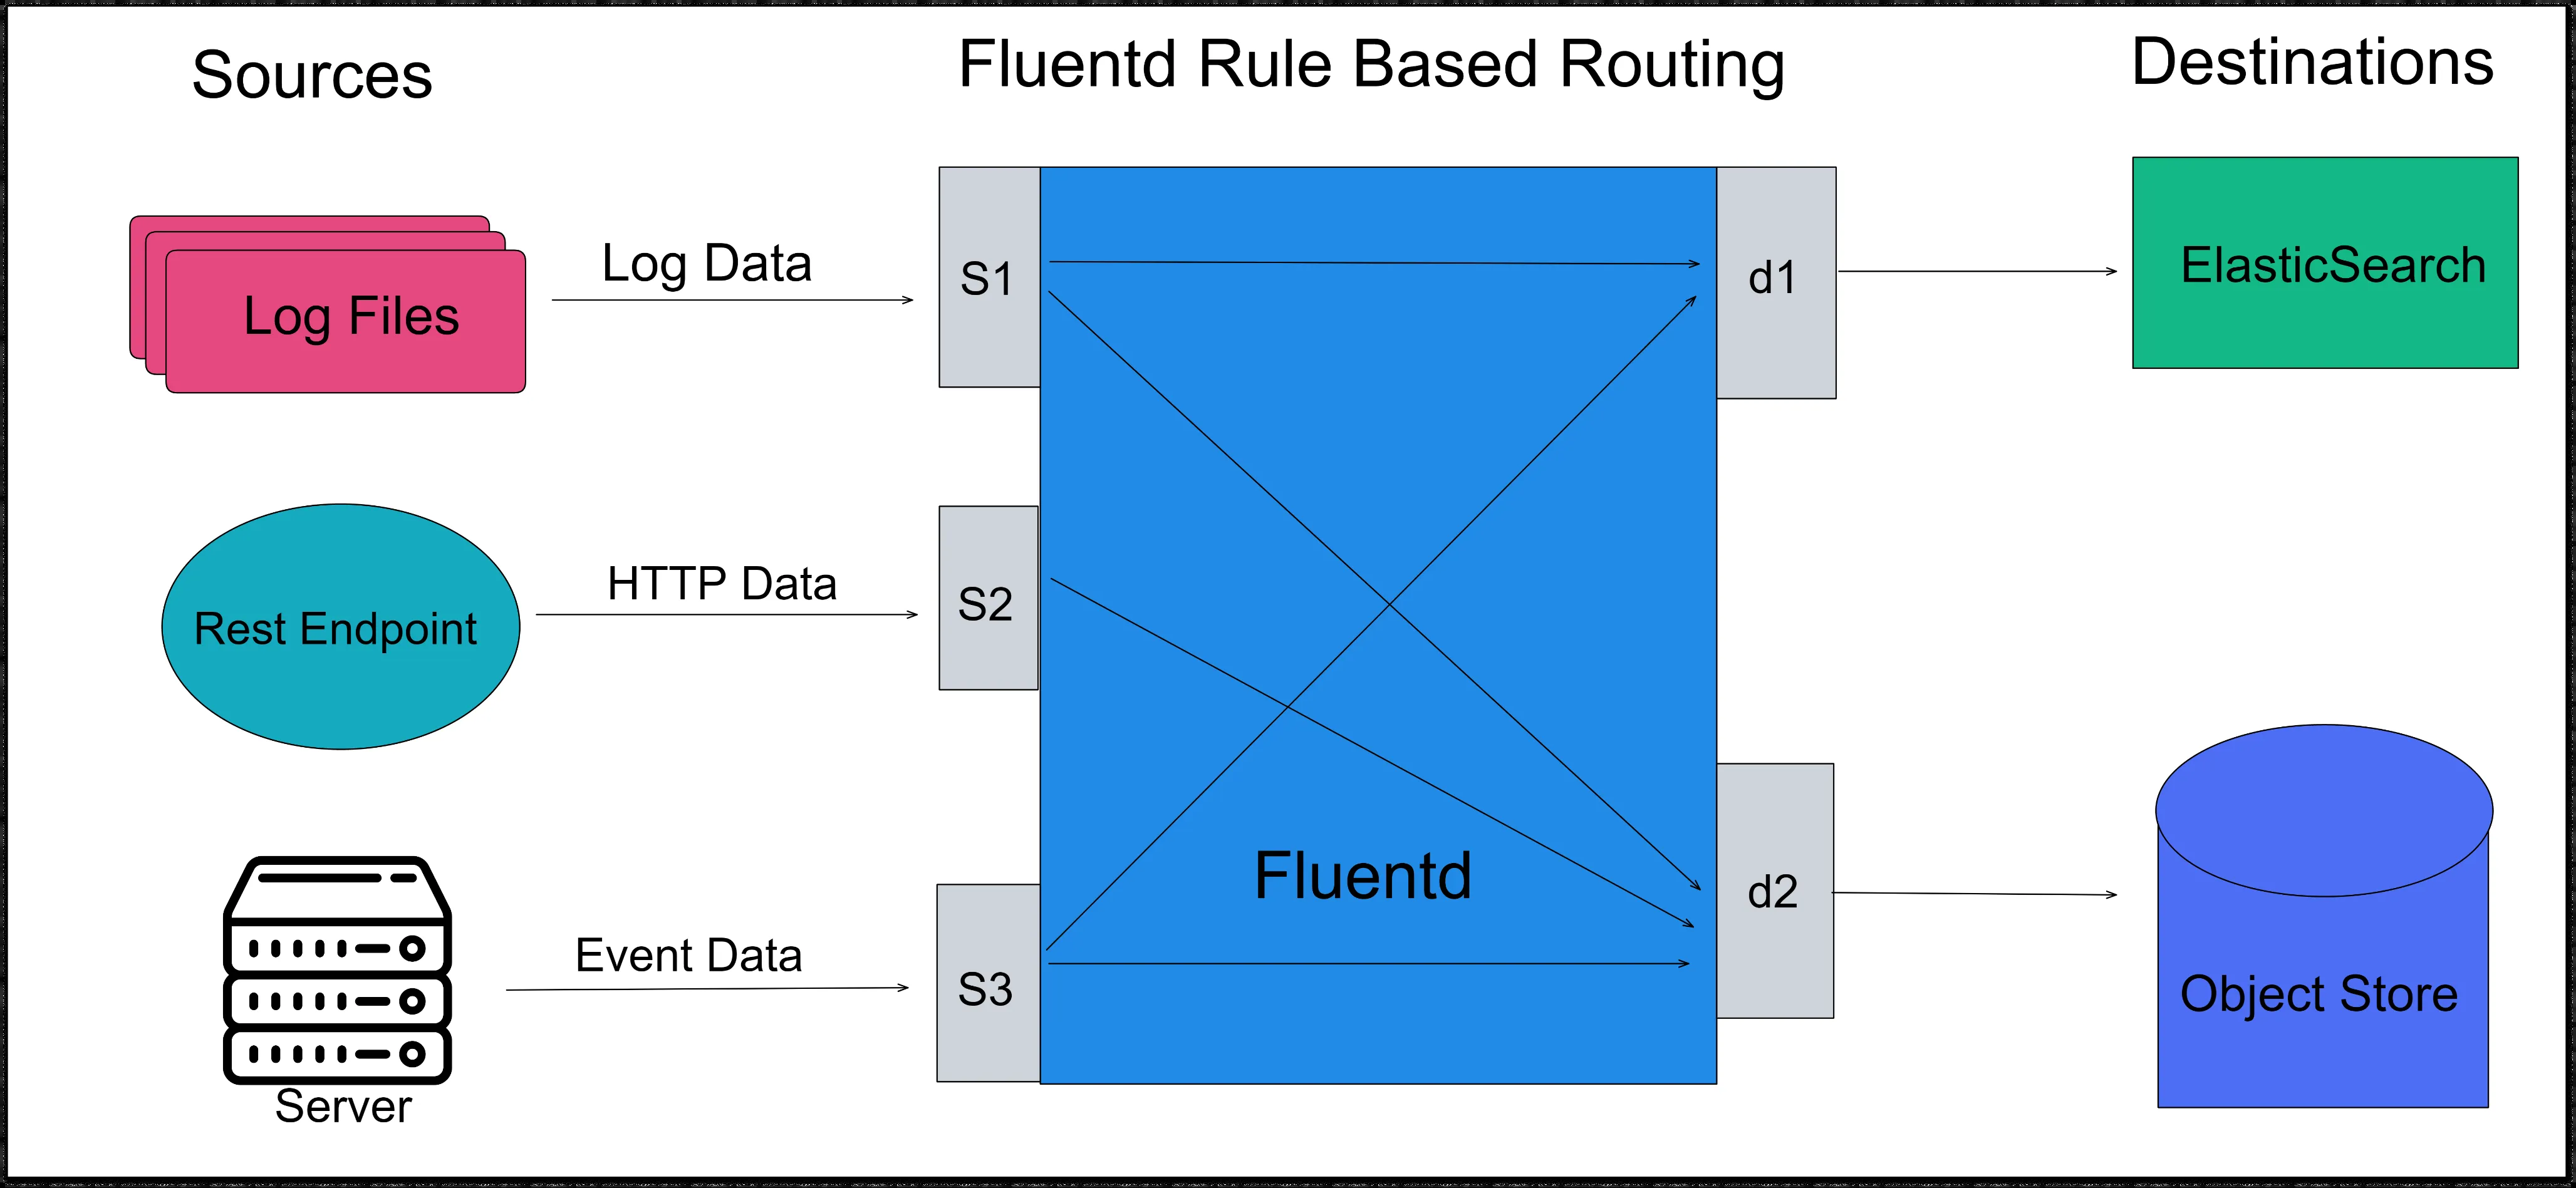 Sources
Fluentd Rule Based Routing
Destinations
Log Files
Log Data
S1
d1
ElasticSearch
Rest Endpoint
HTTP Data
S2
Server
Event Data
S3
Fluentd
d2
Object Store